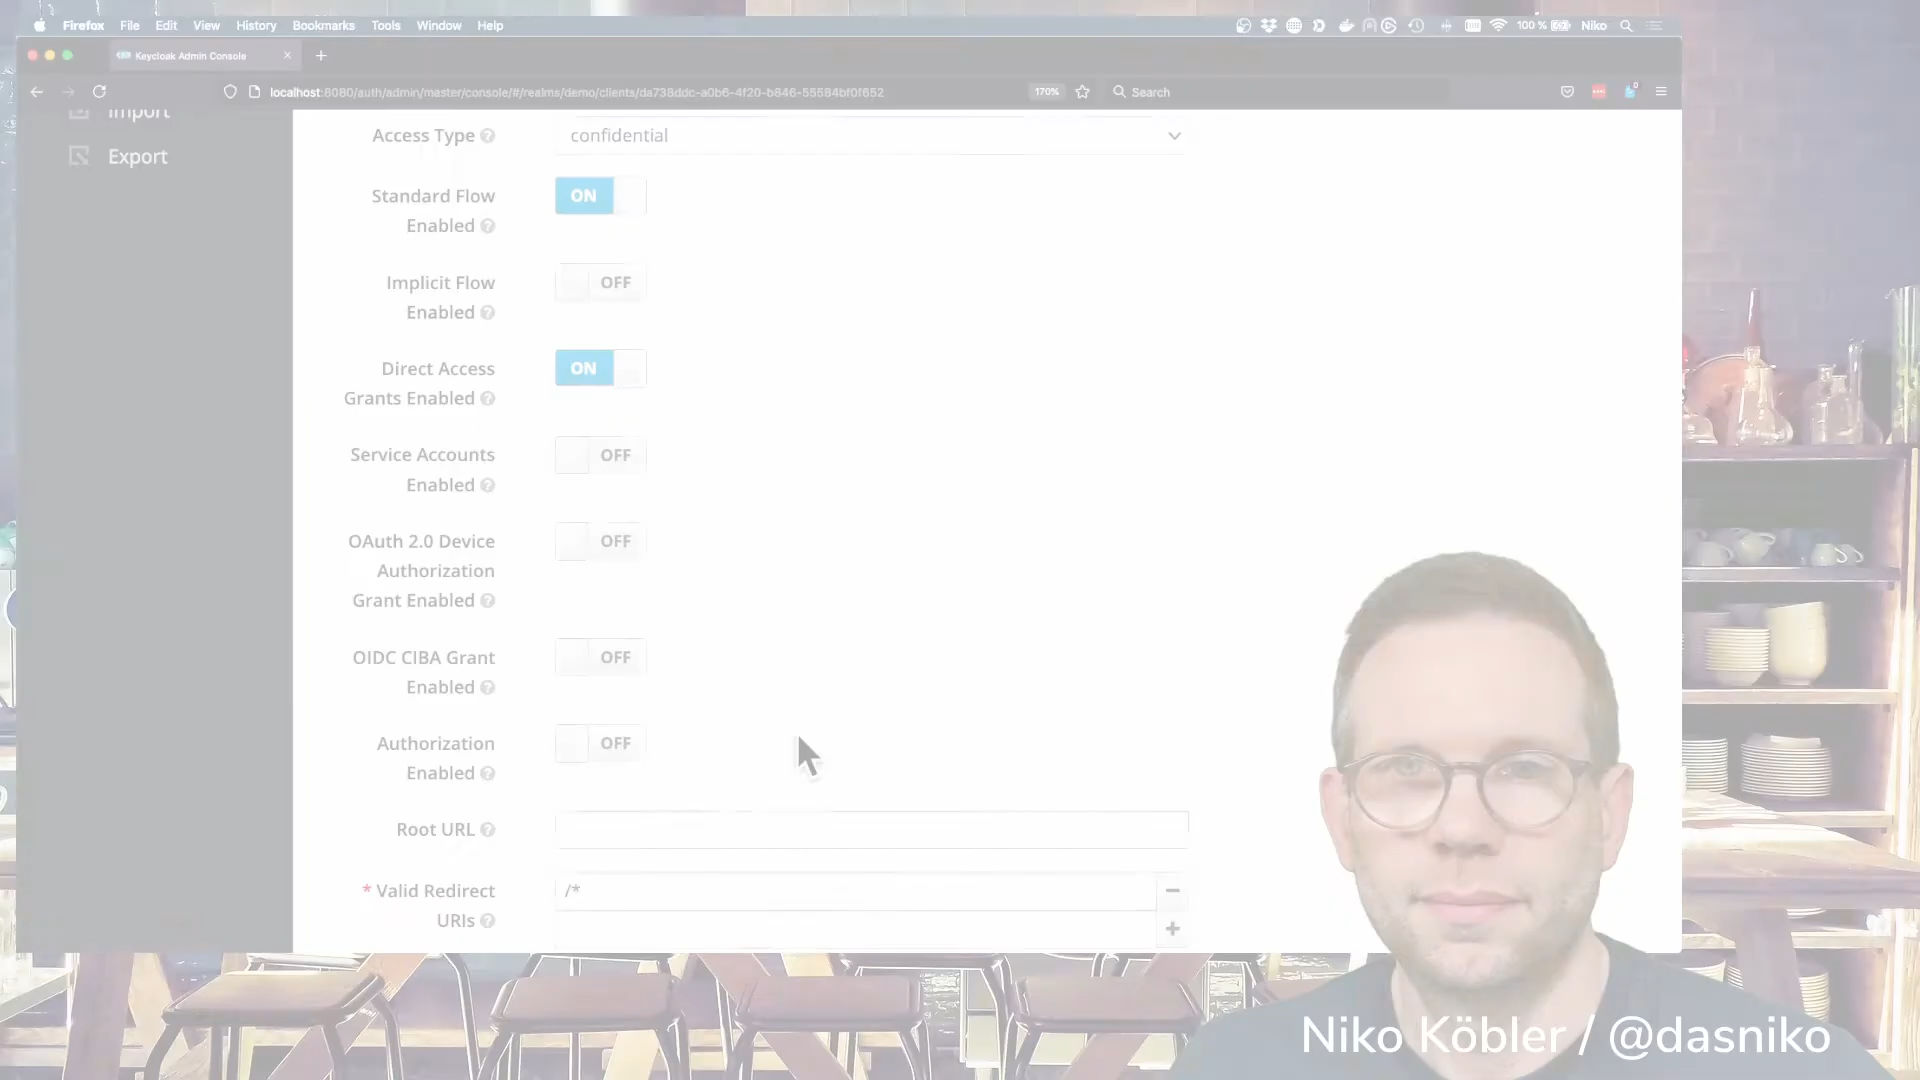 Firefox File Edit View History Bookmarks Tools Window Help 100 % Niko
Keycloak Admin Console
localhost:8080/auth/admin/master/console/#/realms/demo/clients/da738ddc-a0b6-4f20-b846-55584bf0f652 170% Search
Import
Export
Access Type confidential
Standard Flow
Enabled
ON
Implicit Flow
Enabled
OFF
Direct Access
Grants Enabled
ON
Service Accounts
Enabled
OFF
OAuth 2.0 Device
Authorization
Grant Enabled
OFF
OIDC CIBA Grant
Enabled
OFF
Authorization
Enabled
OFF
Root URL
* Valid Redirect
URIs
/*
Niko Köbler / @dasniko